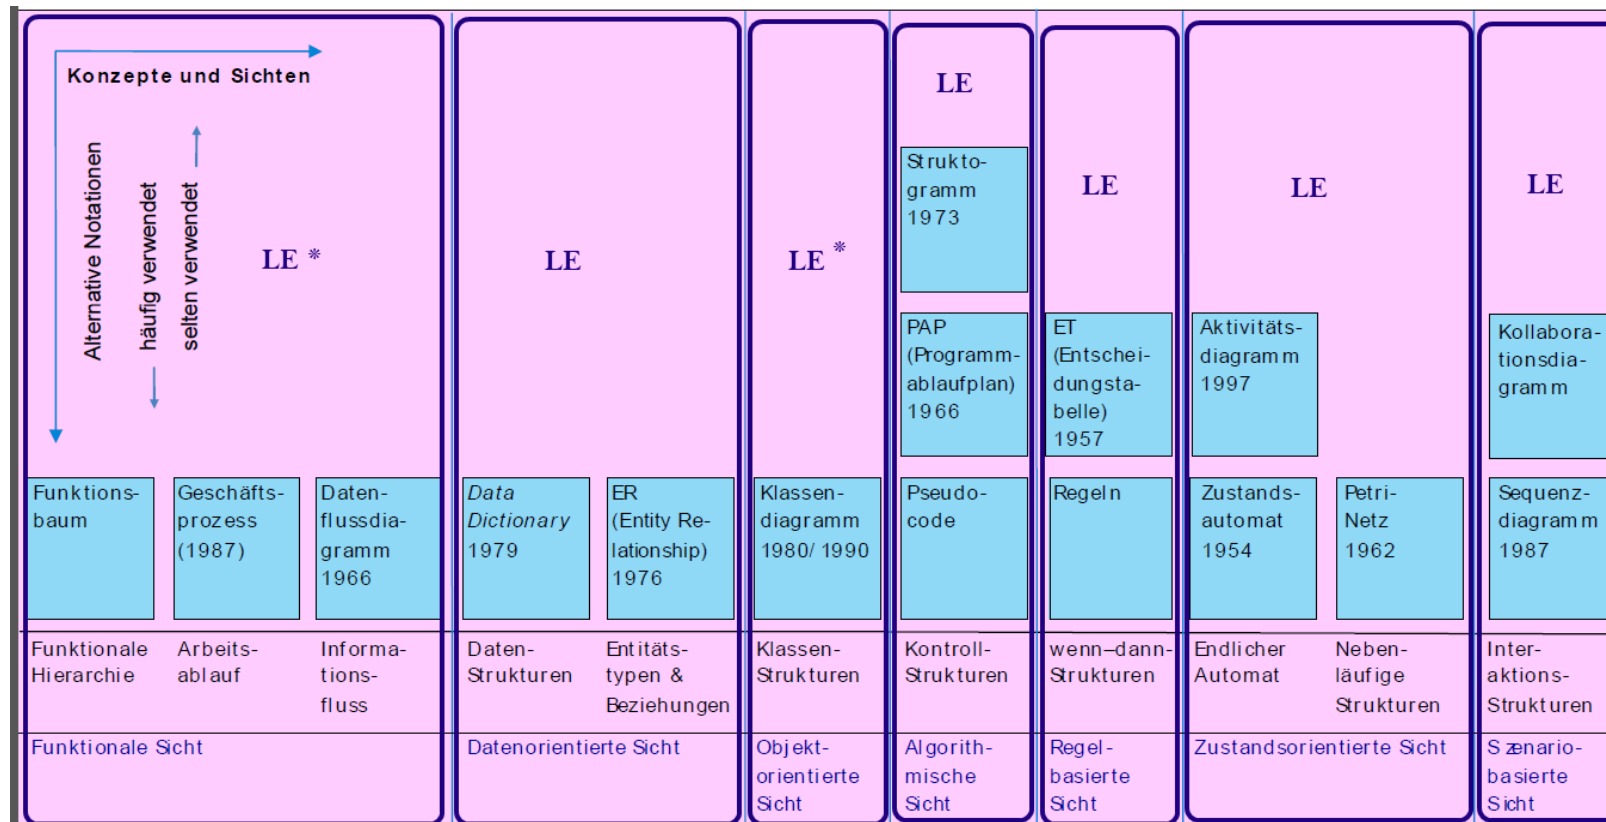 Konzepte und Sichten
Alternative Notationen
häufig verwendet
selten verwendet
LE *
LE
LE *
LE
LE
LE
LE
Strukto-
gramm
1973
PAP
(Programm-
ablaufplan)
1966
ET
(Entschei-
dungsta-
belle)
1957
Aktivitäts-
diagramm
1997
Kollabora-
tionsdia-
gramm
Funktions-
baum
Geschäfts-
prozess
(1987)
Daten-
flussdia-
gramm
1966
Data
Dictionary
1979
ER
(Entity Re-
lationship)
1976
Klassen-
diagramm
1980/1990
Pseudo-
code
Regeln
Zustands-
automat
1954
Petri-
Netz
1962
Sequenz-
diagramm
1987
Funktionale
Hierarchie
Arbeits-
ablauf
Informa-
tions-
fluss
Daten-
Strukturen
Entitäts-
typen &
Beziehungen
Klassen-
Strukturen
Kontroll-
Strukturen
wenn–dann-
Strukturen
Endlicher
Automat
Neben-
läufige
Strukturen
Inter-
aktions-
Strukturen
Funktionale Sicht
Datenorientierte Sicht
Objekt-
orientierte
Sicht
Algorith-
mische
Sicht
Regel-
basierte
Sicht
Zustandsorientierte Sicht
Szenario-
basierte
Sicht